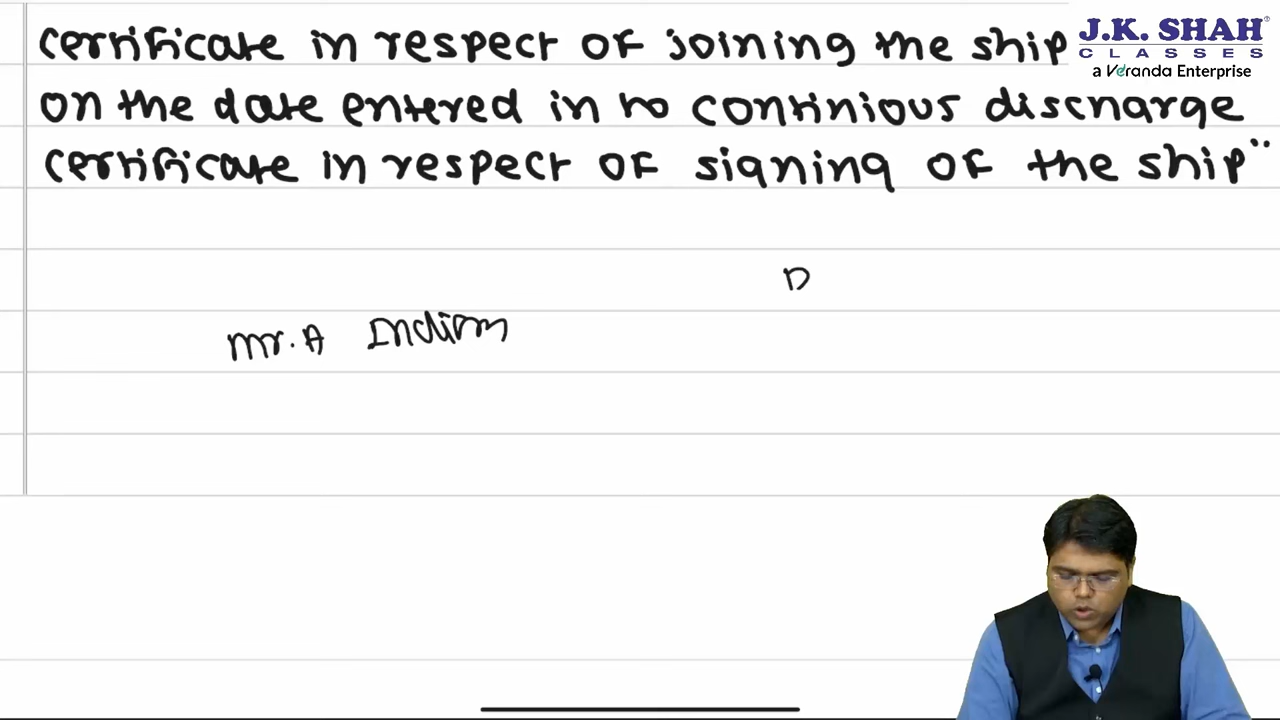 certificate in respect of joining the ship
J.K. SHAH
CLASSES
a Veranda Enterprise
on the date entered in to continious discharge
certificate in respect of signing of the ship"
D
Mr. A Indian